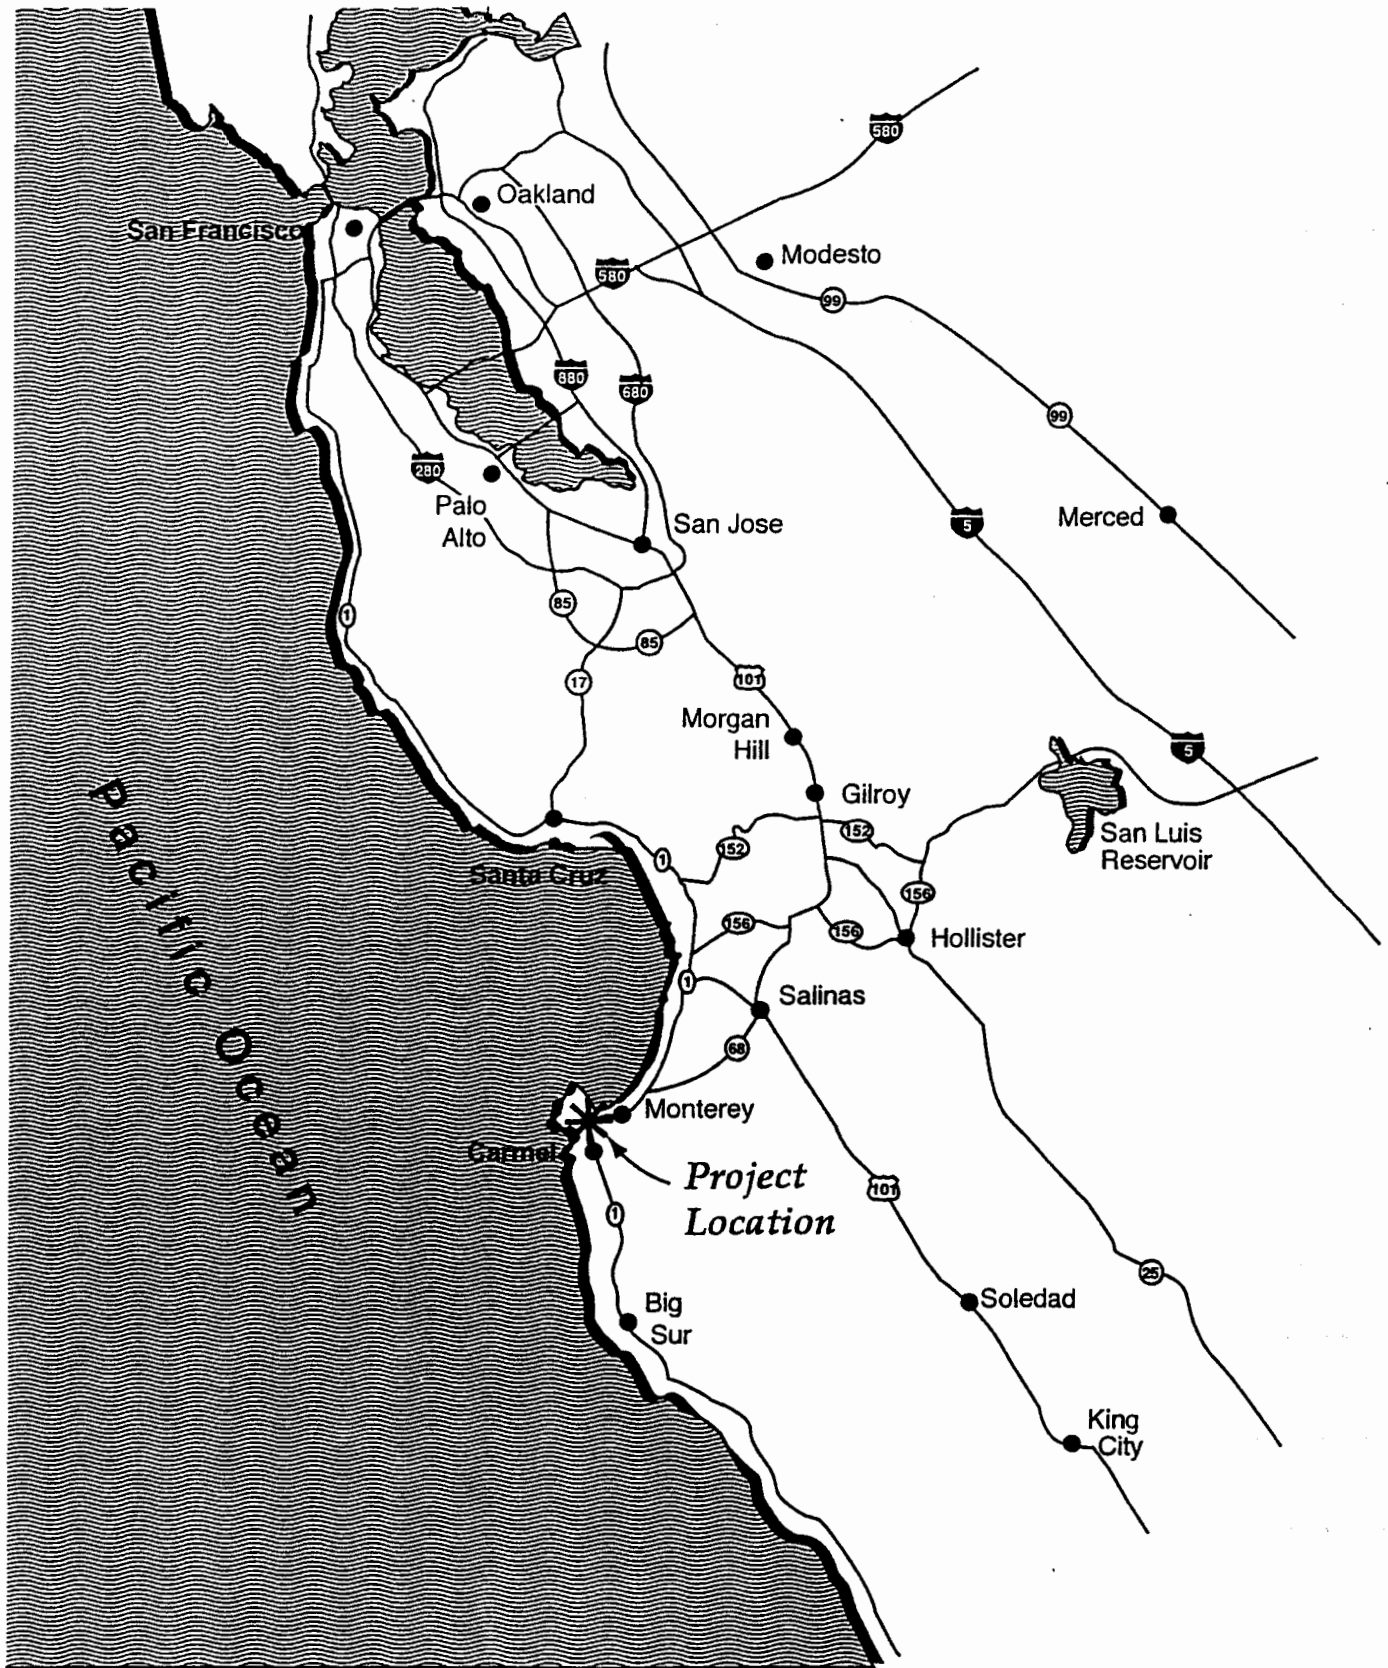 580
Oakland
San Francisco
Modesto
580
99
880
680
99
280
Palo
Alto
San Jose
5
Merced
85
1
85
17
101
Morgan
Hill
5
Gilroy
Pacific Ocean
152
152
San Luis
Reservoir
1
Santa Cruz
156
156
156
Hollister
1
Salinas
68
Monterey
Carmel
Project
Location
101
1
25
Big
Sur
Soledad
King
City